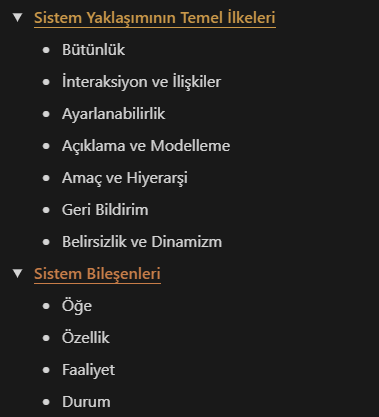 Sistem Yaklaşımının Temel İlkeleri
Bütünlük
İnteraksiyon ve İlişkiler
Ayarlanabilirlik
Açıklama ve Modelleme
Amaç ve Hiyerarşi
Geri Bildirim
Belirsizlik ve Dinamizm
Sistem Bileşenleri
Öğe
Özellik
Faaliyet
Durum